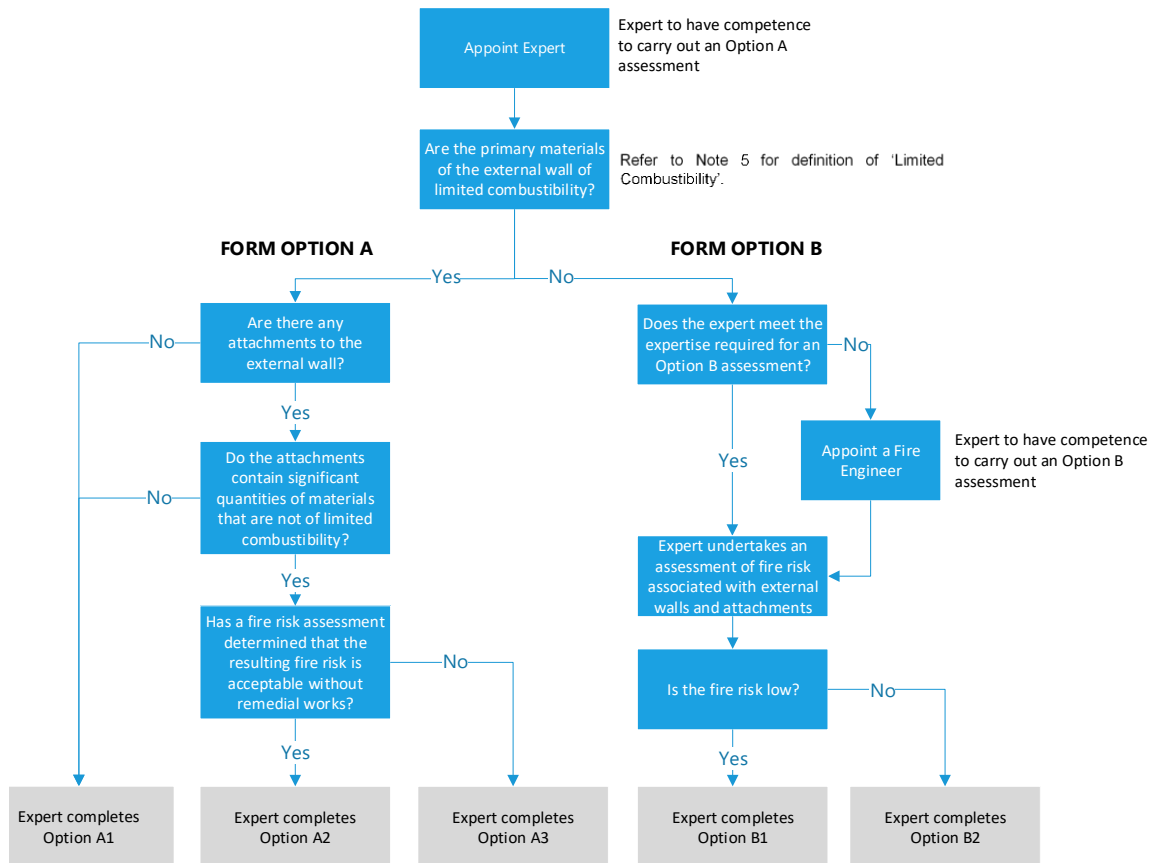 Appoint Expert
Expert to have competence
to carry out an Option A
assessment
Are the primary materials
of the external wall of
limited combustibility?
Refer to Note 5 for definition of ‘Limited
Combustibility’.
FORM OPTION A
FORM OPTION B
Yes
No
Are there any
attachments to the
external wall?
No
Does the expert meet the
expertise required for an
Option B assessment?
No
Yes
Do the attachments
contain significant
quantities of materials
that are not of limited
combustibility?
No
Yes
Appoint a Fire
Engineer
Expert to have competence
to carry out an Option B
assessment
Expert undertakes an
assessment of fire risk
associated with external
walls and attachments
Yes
Has a fire risk assessment
determined that the
resulting fire risk is
acceptable without
remedial works?
No
Is the fire risk low?
No
Yes
Yes
Expert completes
Option A1
Expert completes
Option A2
Expert completes
Option A3
Expert completes
Option B1
Expert completes
Option B2